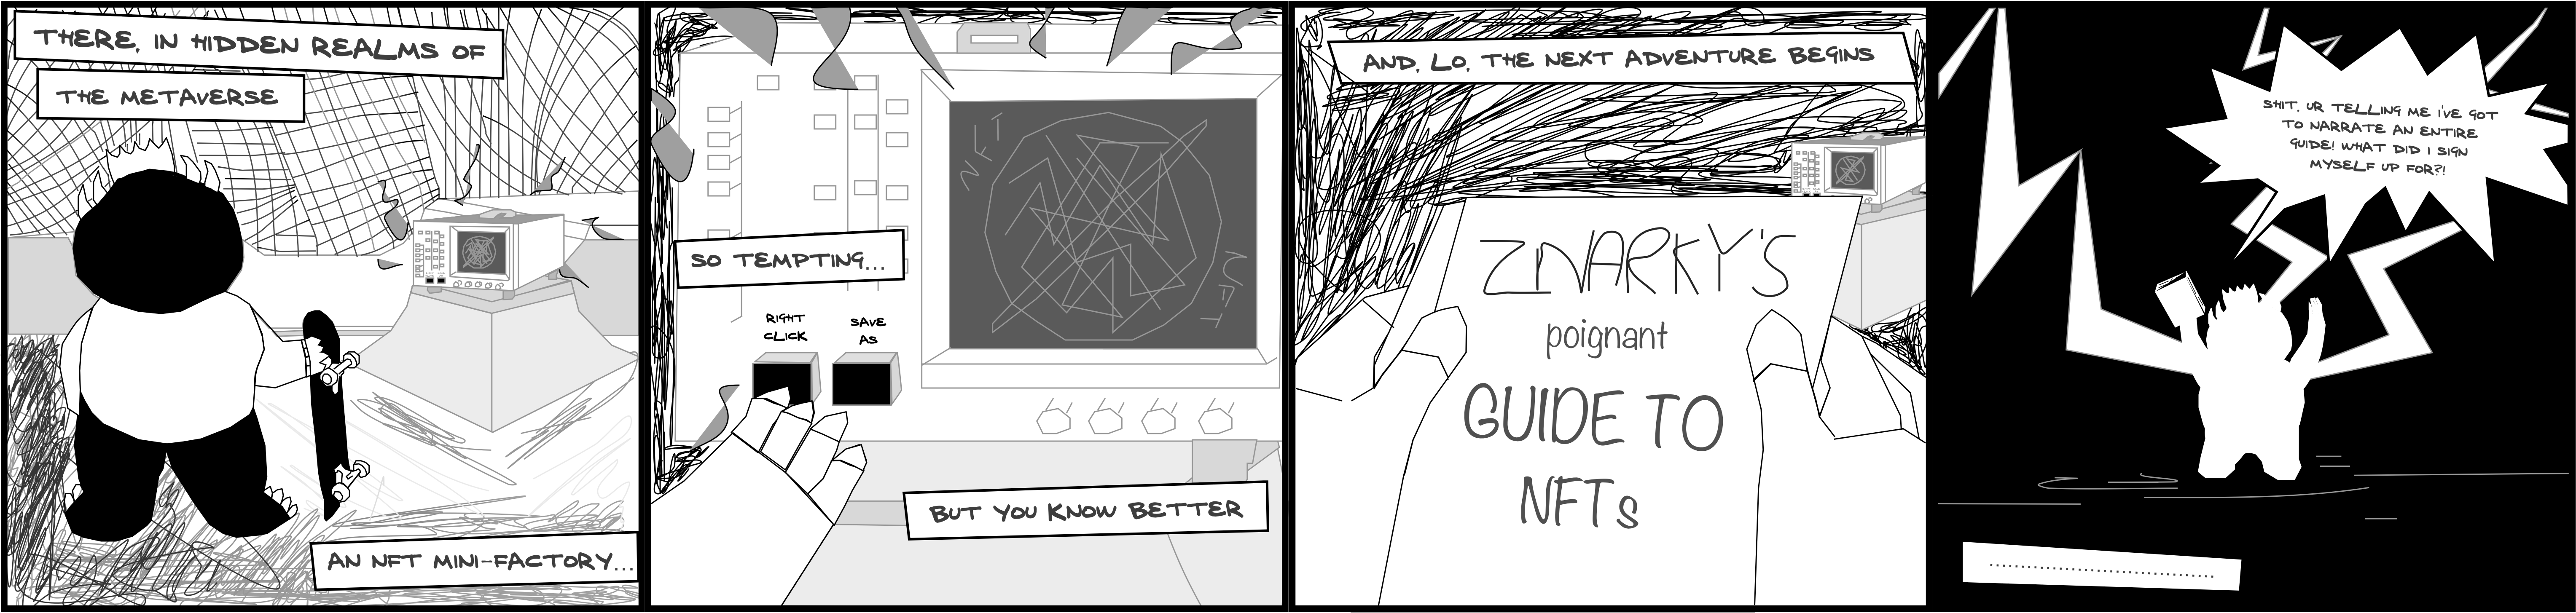 THERE, IN HIDDEN REALMS OF
THE METAVERSE
AN NFT MINI-FACTORY...
NFT
NFT
SO TEMPTING...
RIGHT
CLICK
SAVE
AS
BUT YOU KNOW BETTER
AND, LO, THE NEXT ADVENTURE BEGINS
ZNARKY'S
poignant
GUIDE TO
NFTs
SHIT, UR TELLING ME I'VE GOT
TO NARRATE AN ENTIRE
GUIDE! WHAT DID I SIGN
MYSELF UP FOR?!
.......................................